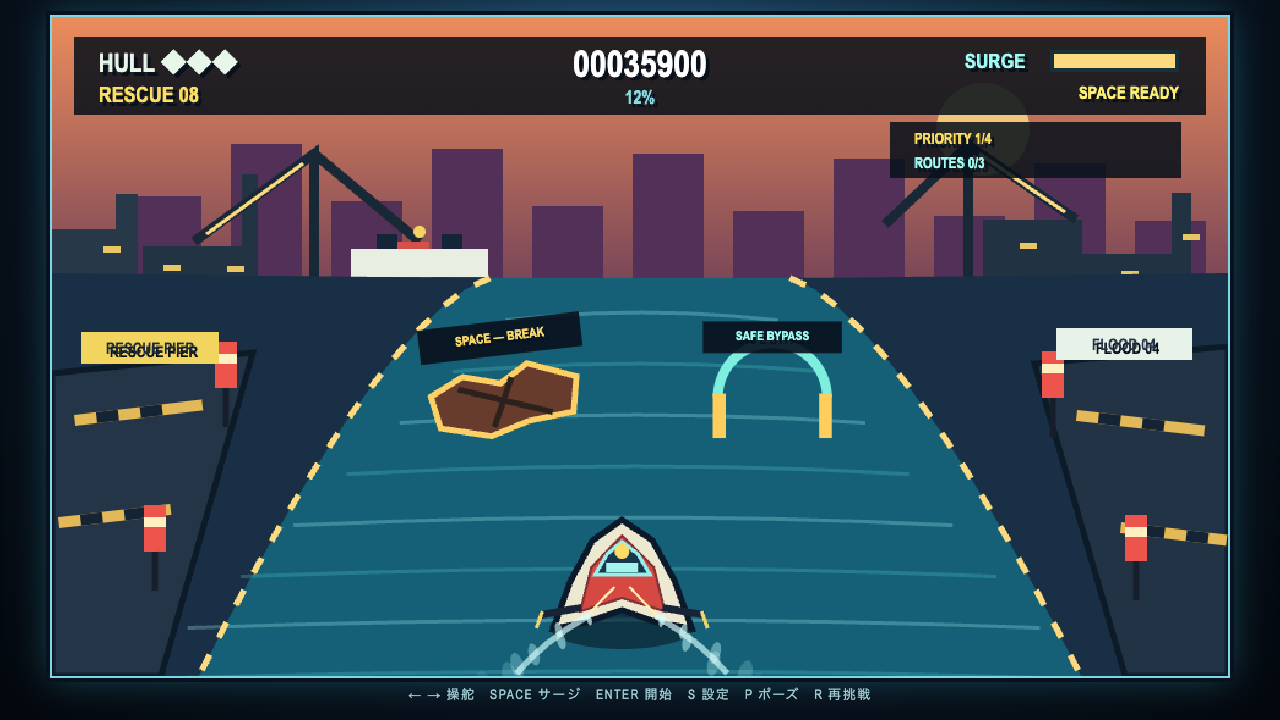 HULL
RESCUE 08
00035900
12%
SURGE
SPACE READY
PRIORITY 1/4
ROUTES 0/3
SPACE — BREAK
SAFE BYPASS
RESCUE PIER
FLOOD 04
← → 操舵 SPACE サージ ENTER 開始 S 設定 P ポーズ R 再挑戦